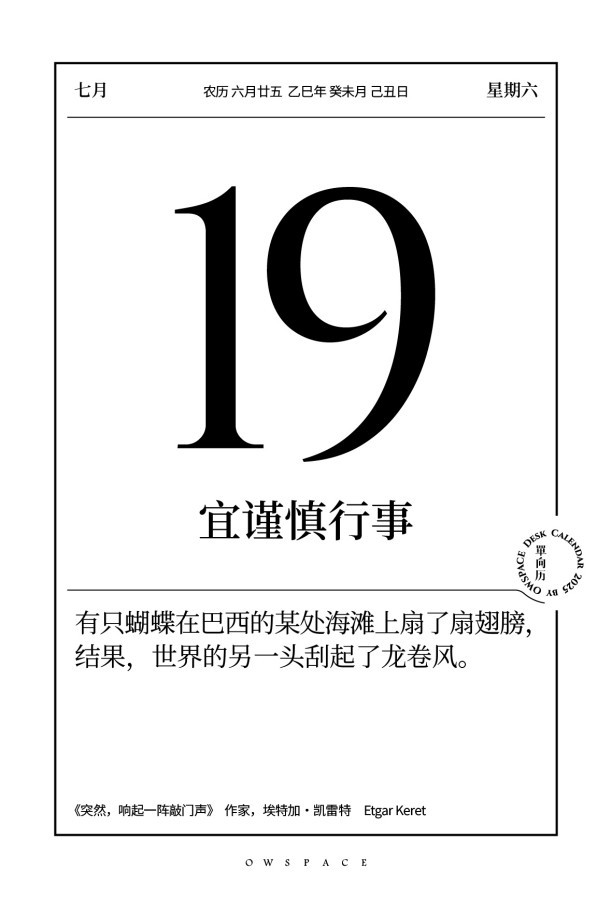 七月
农历 六月廿五 乙巳年 癸未月 己丑日
星期六
19
宜谨慎行事
DESK CALENDAR 2025 BY OWSPACE
單向历
有只蝴蝶在巴西的某处海滩上扇了扇翅膀，
结果，世界的另一头刮起了龙卷风。
《突然，响起一阵敲门声》 作家，埃特加·凯雷特 Etgar Keret
OWSPACE